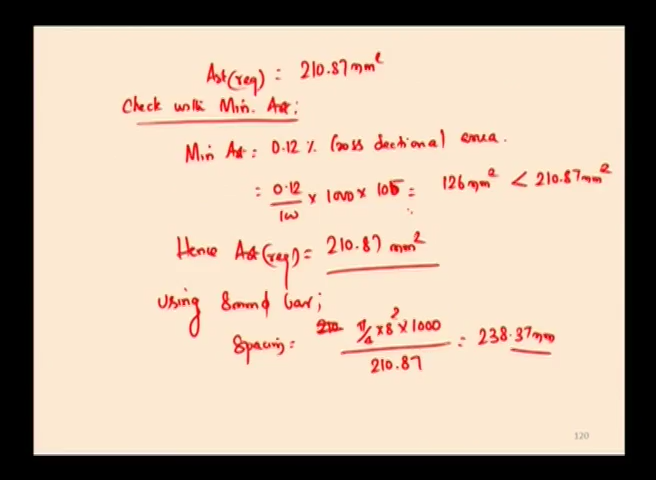 Ast(req) = 210.87 mm²
Check with Min. Ast:
Min Ast = 0.12 % Cross sectional area.
= 0.12/100 × 1000 × 105 = 126 mm² < 210.87 mm²
Hence Ast(req) = 210.87 mm²
Using 8mmϕ bar;
Spacing = π/4 × 8² × 1000 / 210.87 = 238.37 mm
120